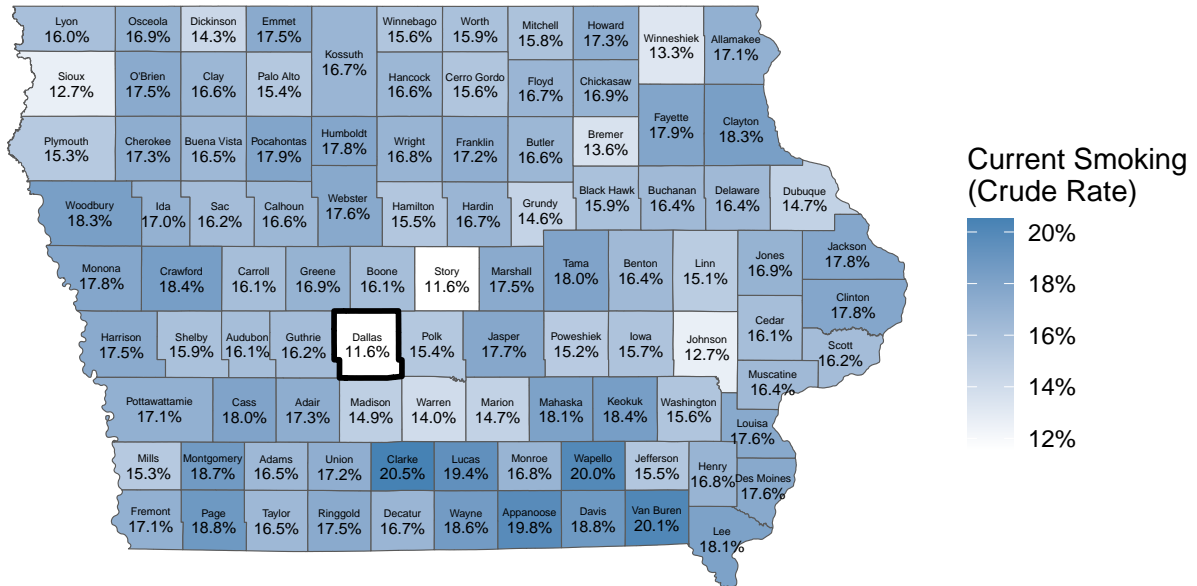 Lyon
16.0%
Osceola
16.9%
Dickinson
14.3%
Emmet
17.5%
Kossuth
16.7%
Winnebago
15.6%
Worth
15.9%
Mitchell
15.8%
Howard
17.3%
Winneshiek
13.3%
Allamakee
17.1%
Sioux
12.7%
O'Brien
17.5%
Clay
16.6%
Palo Alto
15.4%
Hancock
16.6%
Cerro Gordo
15.6%
Floyd
16.7%
Chickasaw
16.9%
Fayette
17.9%
Clayton
18.3%
Plymouth
15.3%
Cherokee
17.3%
Buena Vista
16.5%
Pocahontas
17.9%
Humboldt
17.8%
Wright
16.8%
Franklin
17.2%
Butler
16.6%
Bremer
13.6%
Woodbury
18.3%
Ida
17.0%
Sac
16.2%
Calhoun
16.6%
Webster
17.6%
Hamilton
15.5%
Hardin
16.7%
Grundy
14.6%
Black Hawk
15.9%
Buchanan
16.4%
Delaware
16.4%
Dubuque
14.7%
Monona
17.8%
Crawford
18.4%
Carroll
16.1%
Greene
16.9%
Boone
16.1%
Story
11.6%
Marshall
17.5%
Tama
18.0%
Benton
16.4%
Linn
15.1%
Jones
16.9%
Jackson
17.8%
Clinton
17.8%
Harrison
17.5%
Shelby
15.9%
Audubon
16.1%
Guthrie
16.2%
Dallas
11.6%
Polk
15.4%
Jasper
17.7%
Poweshiek
15.2%
Iowa
15.7%
Johnson
12.7%
Cedar
16.1%
Scott
16.2%
Muscatine
16.4%
Pottawattamie
17.1%
Cass
18.0%
Adair
17.3%
Madison
14.9%
Warren
14.0%
Marion
14.7%
Mahaska
18.1%
Keokuk
18.4%
Washington
15.6%
Louisa
17.6%
Mills
15.3%
Montgomery
18.7%
Adams
16.5%
Union
17.2%
Clarke
20.5%
Lucas
19.4%
Monroe
16.8%
Wapello
20.0%
Jefferson
15.5%
Henry
16.8%
Des Moines
17.6%
Fremont
17.1%
Page
18.8%
Taylor
16.5%
Ringgold
17.5%
Decatur
16.7%
Wayne
18.6%
Appanoose
19.8%
Davis
18.8%
Van Buren
20.1%
Lee
18.1%
Current Smoking
(Crude Rate)
20%
18%
16%
14%
12%